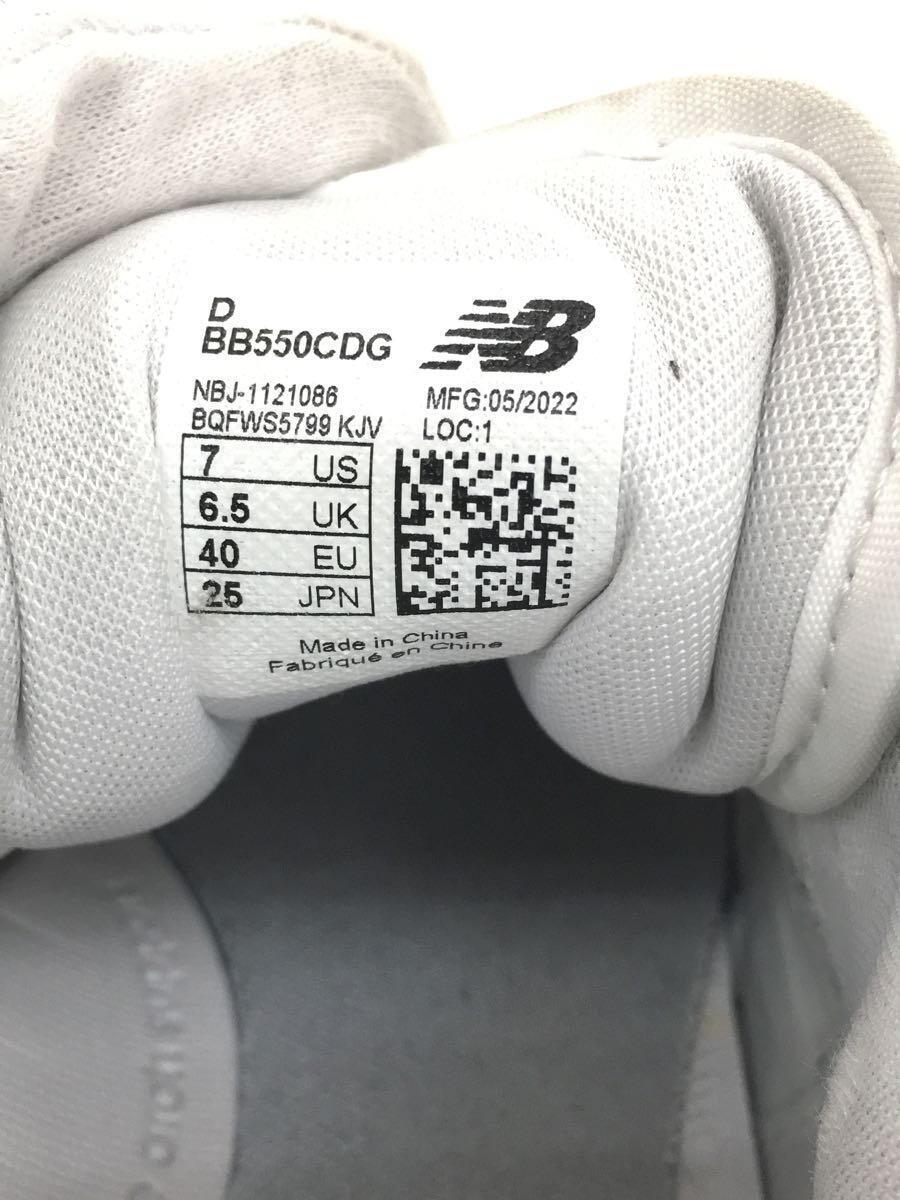 D
BB550CDG
NB
NBJ-1121086
BQFWS5799 KJV
MFG:05/2022
LOC:1
7 US
6.5 UK
40 EU
25 JPN
Made in China
Fabriqué en Chine